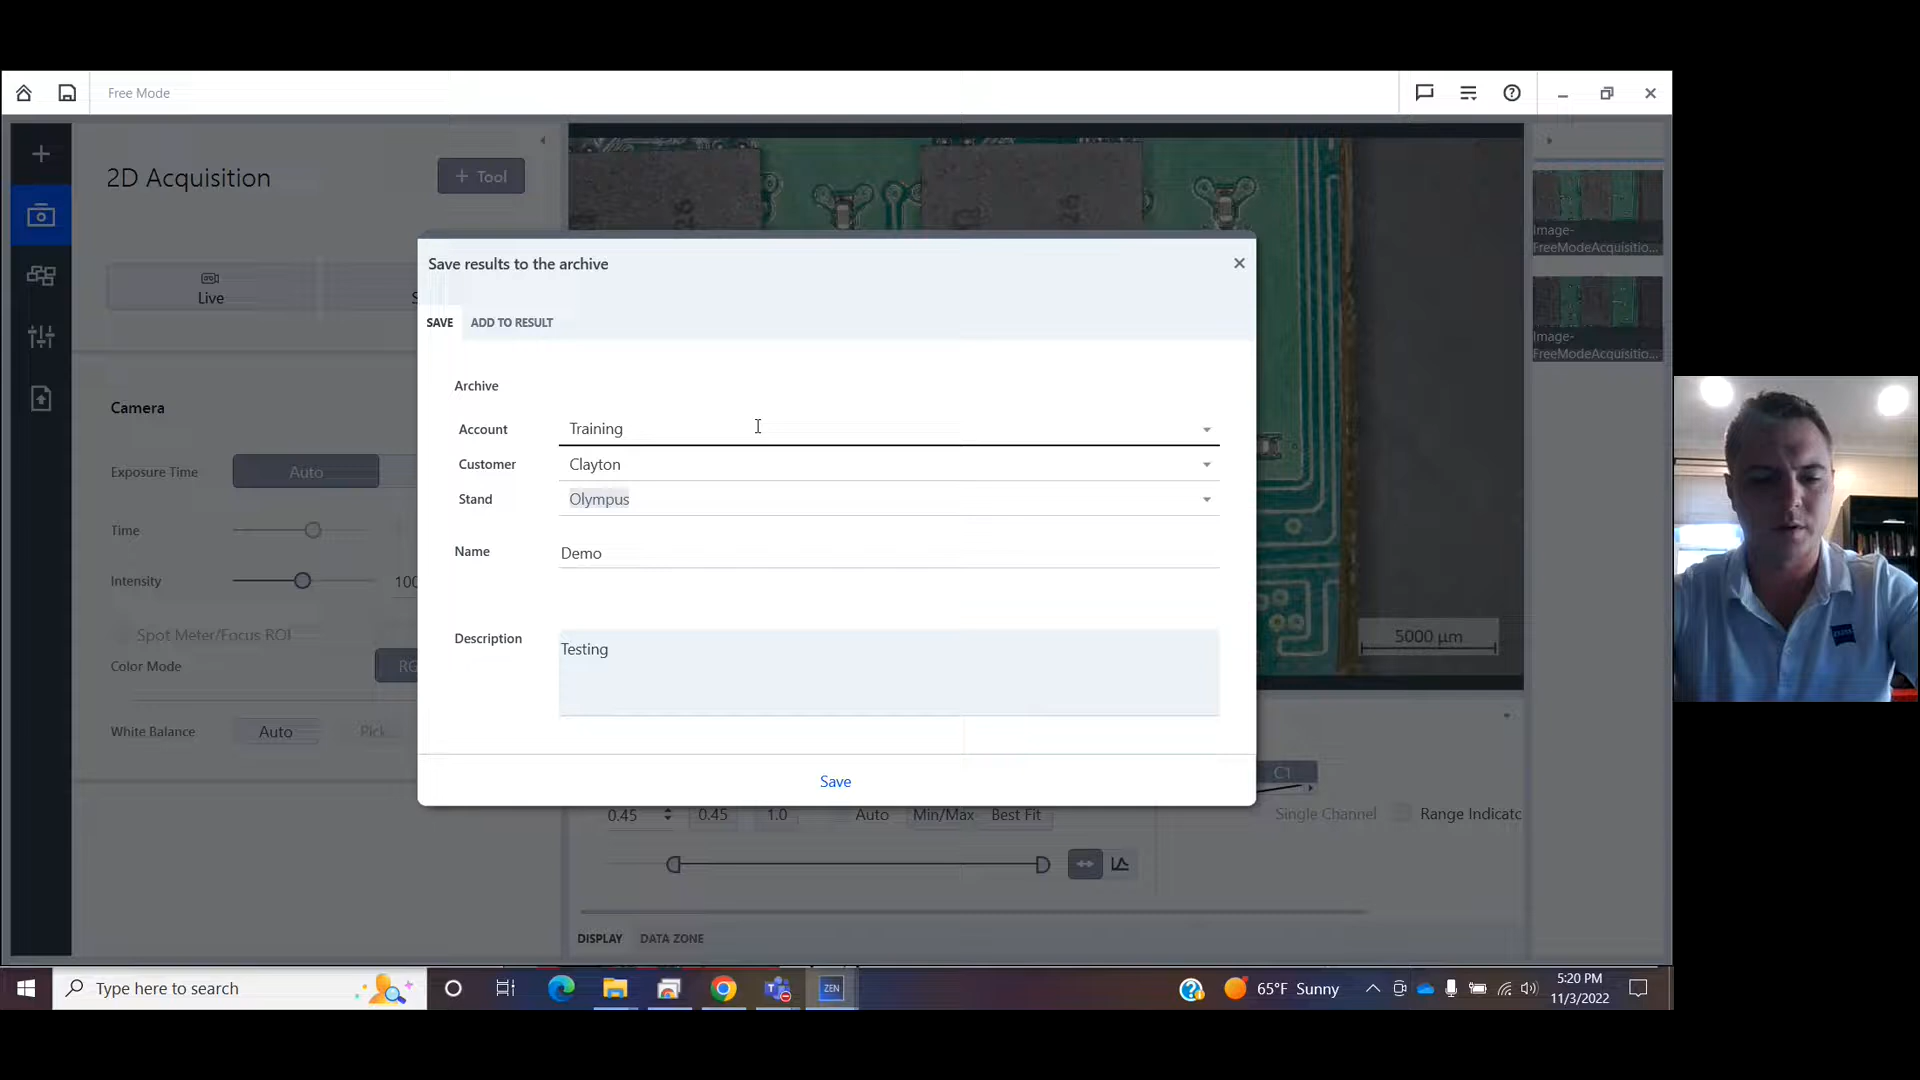 Free Mode
2D Acquisition
+ Tool
Live
Camera
Exposure Time
Auto
Time
Intensity
100
Spot Meter/Focus ROI
Color Mode
RG
White Balance
Auto
Pick
Save results to the archive
SAVE
ADD TO RESULT
Archive
Account
Training
Customer
Clayton
Stand
Olympus
Name
Demo
Description
Testing
Save
Image-
FreeModeAcquisitio...
Image-
FreeModeAcquisitio...
5000 µm
C1
0.45
0.45
1.0
Auto
Min/Max
Best Fit
Single Channel
Range Indicatc
DISPLAY
DATA ZONE
Type here to search
ZEN
65°F Sunny
5:20 PM
11/3/2022